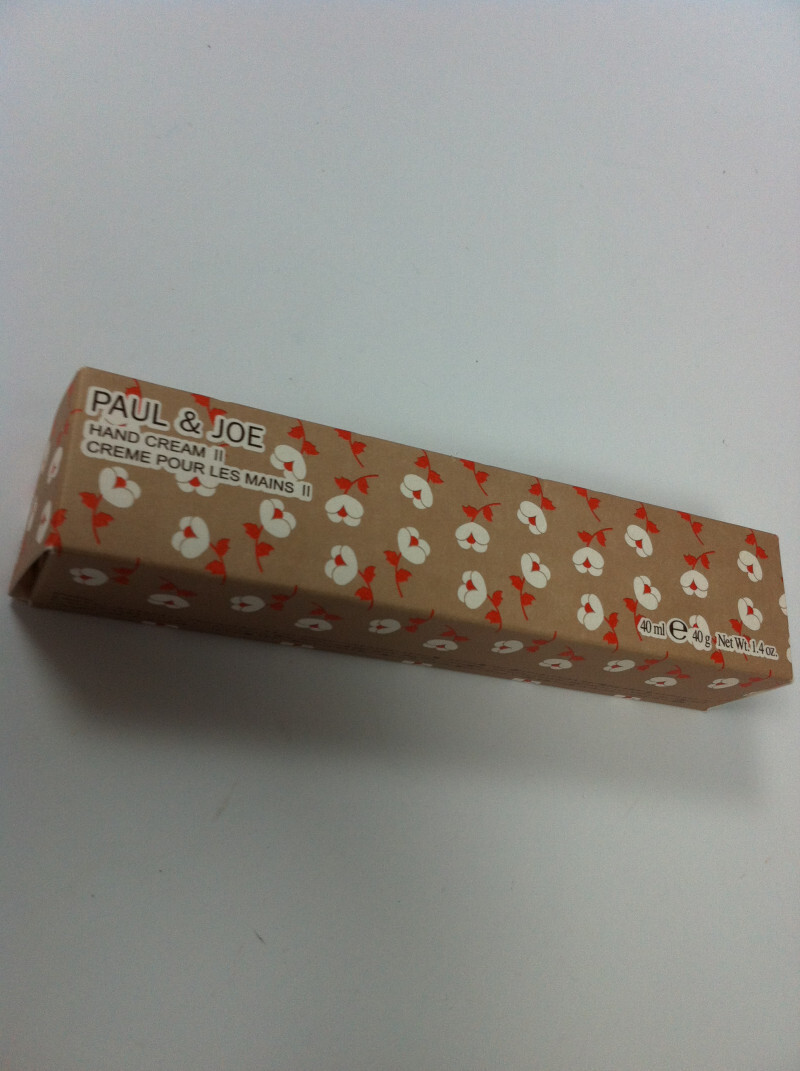 PAUL & JOE
HAND CREAM II
CREME POUR LES MAINS II
40 ml e 40 g Net Wt. 1.4 oz.